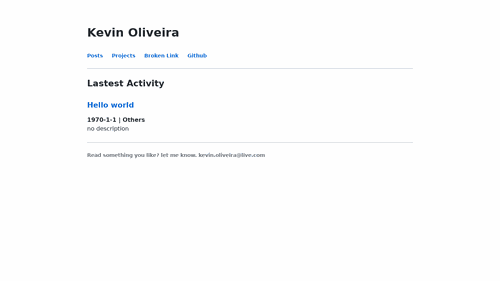 Kevin Oliveira
Posts Projects Broken Link Github
Lastest Activity
Hello world
1970-1-1 | Others
no description
Read something you like? let me know. kevin.oliveira@live.com